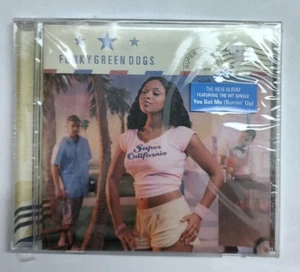 FUNKY GREEN DOGS
THE NEW ALBUM
FEATURING THE HIT SINGLE
You Got Me (Burnin' Up)
Super
California